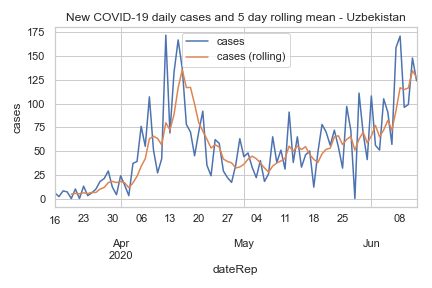 New COVID-19 daily cases and 5 day rolling mean - Uzbekistan
cases
cases (rolling)
175
150
125
100
75
50
25
0
cases
16 23 30 06 13 20 27 04 11 18 25 08
Apr May Jun
2020
dateRep